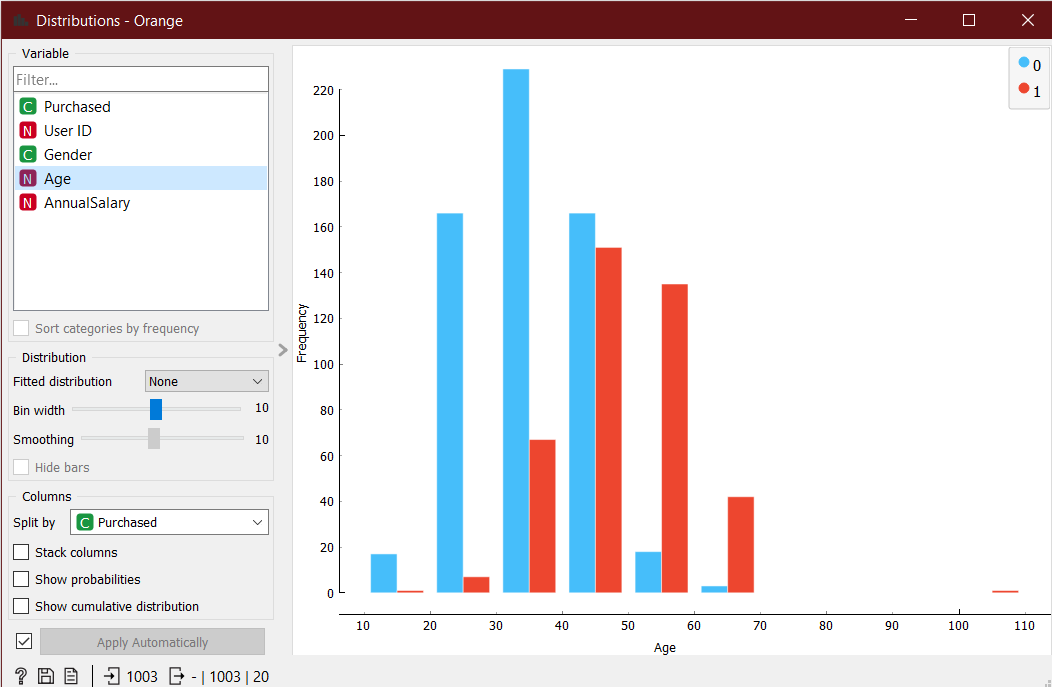 Distributions - Orange
Variable
Filter...
C Purchased
N User ID
C Gender
N Age
N AnnualSalary
Sort categories by frequency
Distribution
Fitted distribution None
Bin width 10
Smoothing 10
Hide bars
Columns
Split by C Purchased
Stack columns
Show probabilities
Show cumulative distribution
Apply Automatically
? 1003 - | 1003 | 20
0
1
220
200
180
160
140
120
100
80
60
40
20
0
Frequency
10 20 30 40 50 60 70 80 90 100 110
Age